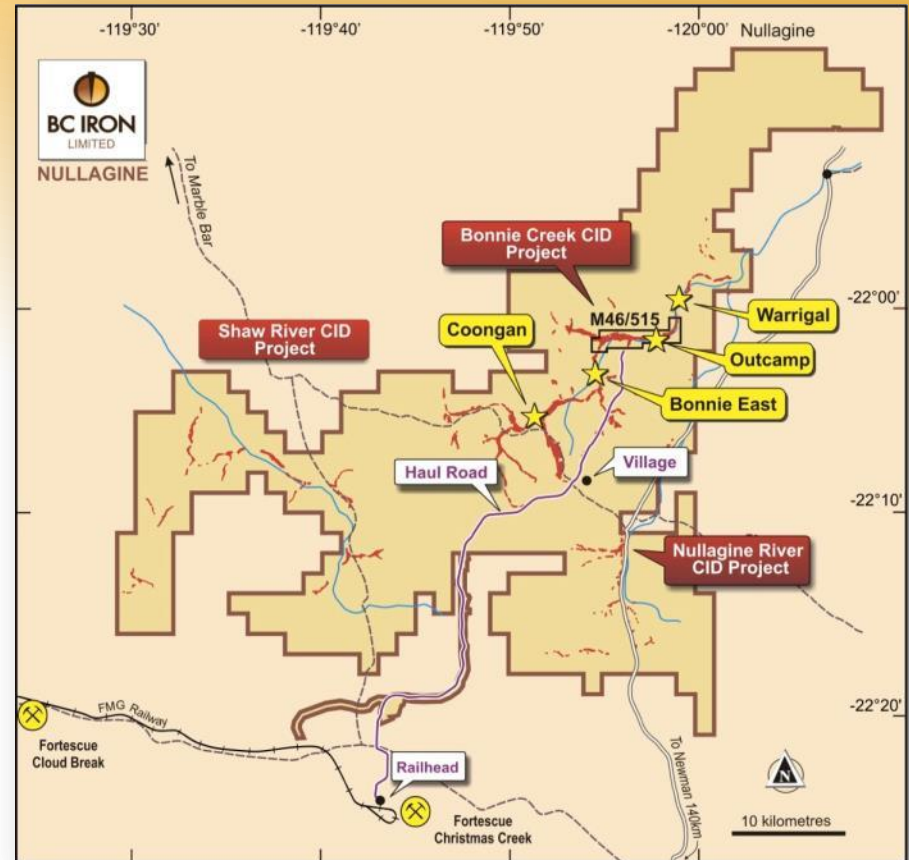 -119°30'
-119°40'
-119°50'
-120°00'
Nullagine
BC IRON
LIMITED
NULLAGINE
To Marble Bar
Bonnie Creek CID
Project
-22°00'
Warrigal
M46/515
Coongan
Shaw River CID
Project
Outcamp
Bonnie East
Village
Haul Road
-22°10'
Nullagine River
CID Project
-22°20'
FMG Railway
Fortescue
Cloud Break
Railhead
To Newman 140km
N
10 kilometres
Fortescue
Christmas Creek